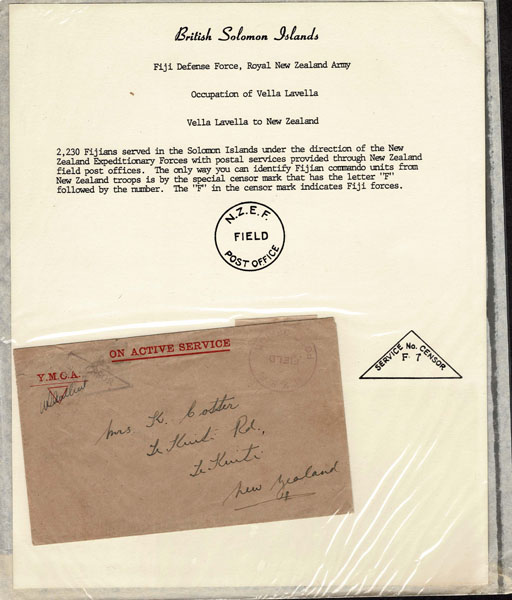 British Solomon Islands
Fiji Defense Force, Royal New Zealand Army
Occupation of Vella Lavella
Vella Lavella to New Zealand
2,230 Fijians served in the Solomon Islands under the direction of the New
Zealand Expeditionary Forces with postal services provided through New Zealand
field post offices. The only way you can identify Fijian commando units from
New Zealand troops is by the special censor mark that has the letter "F"
followed by the number. The "F" in the censor mark indicates Fiji forces.
N.Z.E.F.
FIELD
POST OFFICE
SERVICE No. CENSOR
F 7
ON ACTIVE SERVICE
Y.M.C.A.
FIELD
Mrs K. Cotter
Te Kuiti Rd.,
Te Kuiti
New Zealand